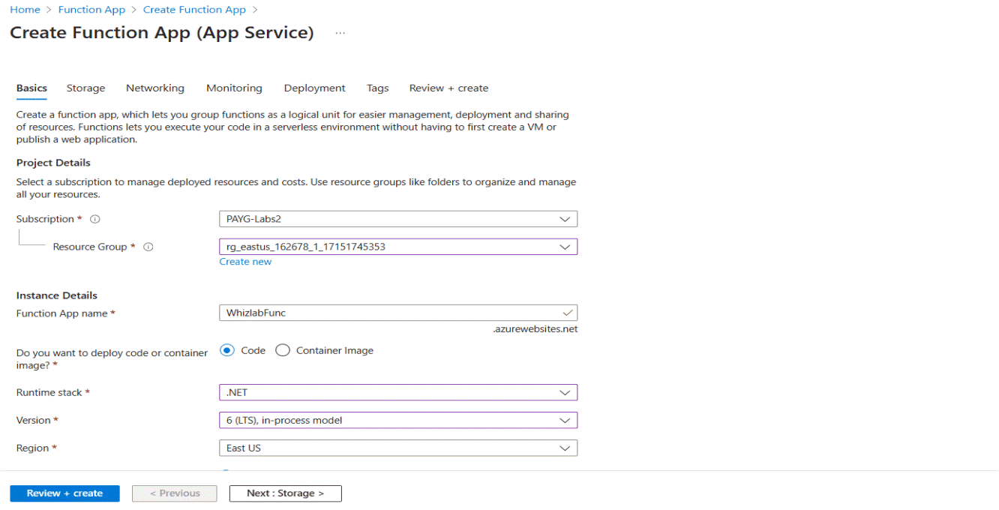 Home > Function App > Create Function App >
Create Function App (App Service) ...
Basics Storage Networking Monitoring Deployment Tags Review + create
Create a function app, which lets you group functions as a logical unit for easier management, deployment and sharing
of resources. Functions lets you execute your code in a serverless environment without having to first create a VM or
publish a web application.
Project Details
Select a subscription to manage deployed resources and costs. Use resource groups like folders to organize and manage
all your resources.
Subscription * PAYG-Labs2
Resource Group * rg_eastus_162678_1_17151745353
Create new
Instance Details
Function App name * WhizlabFunc
.azurewebsites.net
Do you want to deploy code or container
image? *
Code Container Image
Runtime stack * .NET
Version * 6 (LTS), in-process model
Region * East US
Review + create < Previous Next : Storage >